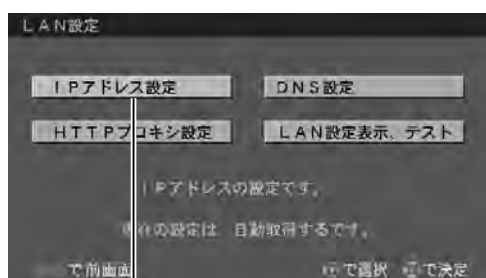 LAN設定
IPアドレス設定
DNS設定
HTTPプロキシ設定
LAN設定表示、テスト
IPアドレスの設定です。
の設定は 自動取得するです。
で前画面
で選択 で決定